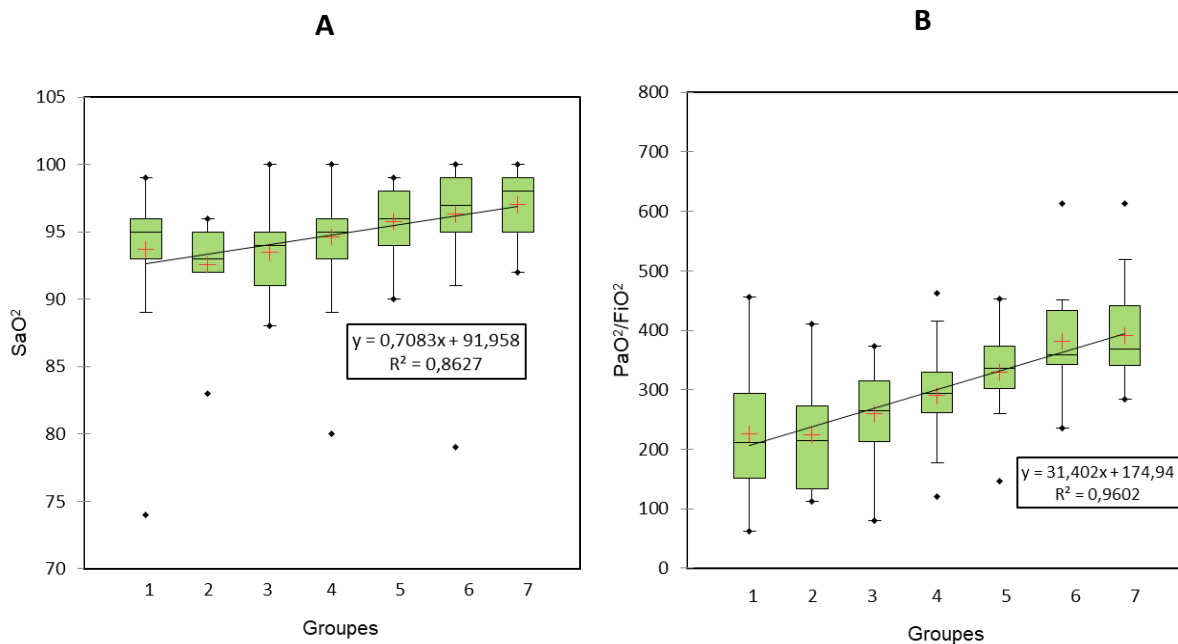 A
105
100
95
90
85
80
75
70
SaO²
y = 0,7083x + 91,958
R² = 0,8627
1 2 3 4 5 6 7
Groupes
B
800
700
600
500
400
300
200
100
0
PaO²/FiO²
y = 31,402x + 174,94
R² = 0,9602
1 2 3 4 5 6 7
Groupes